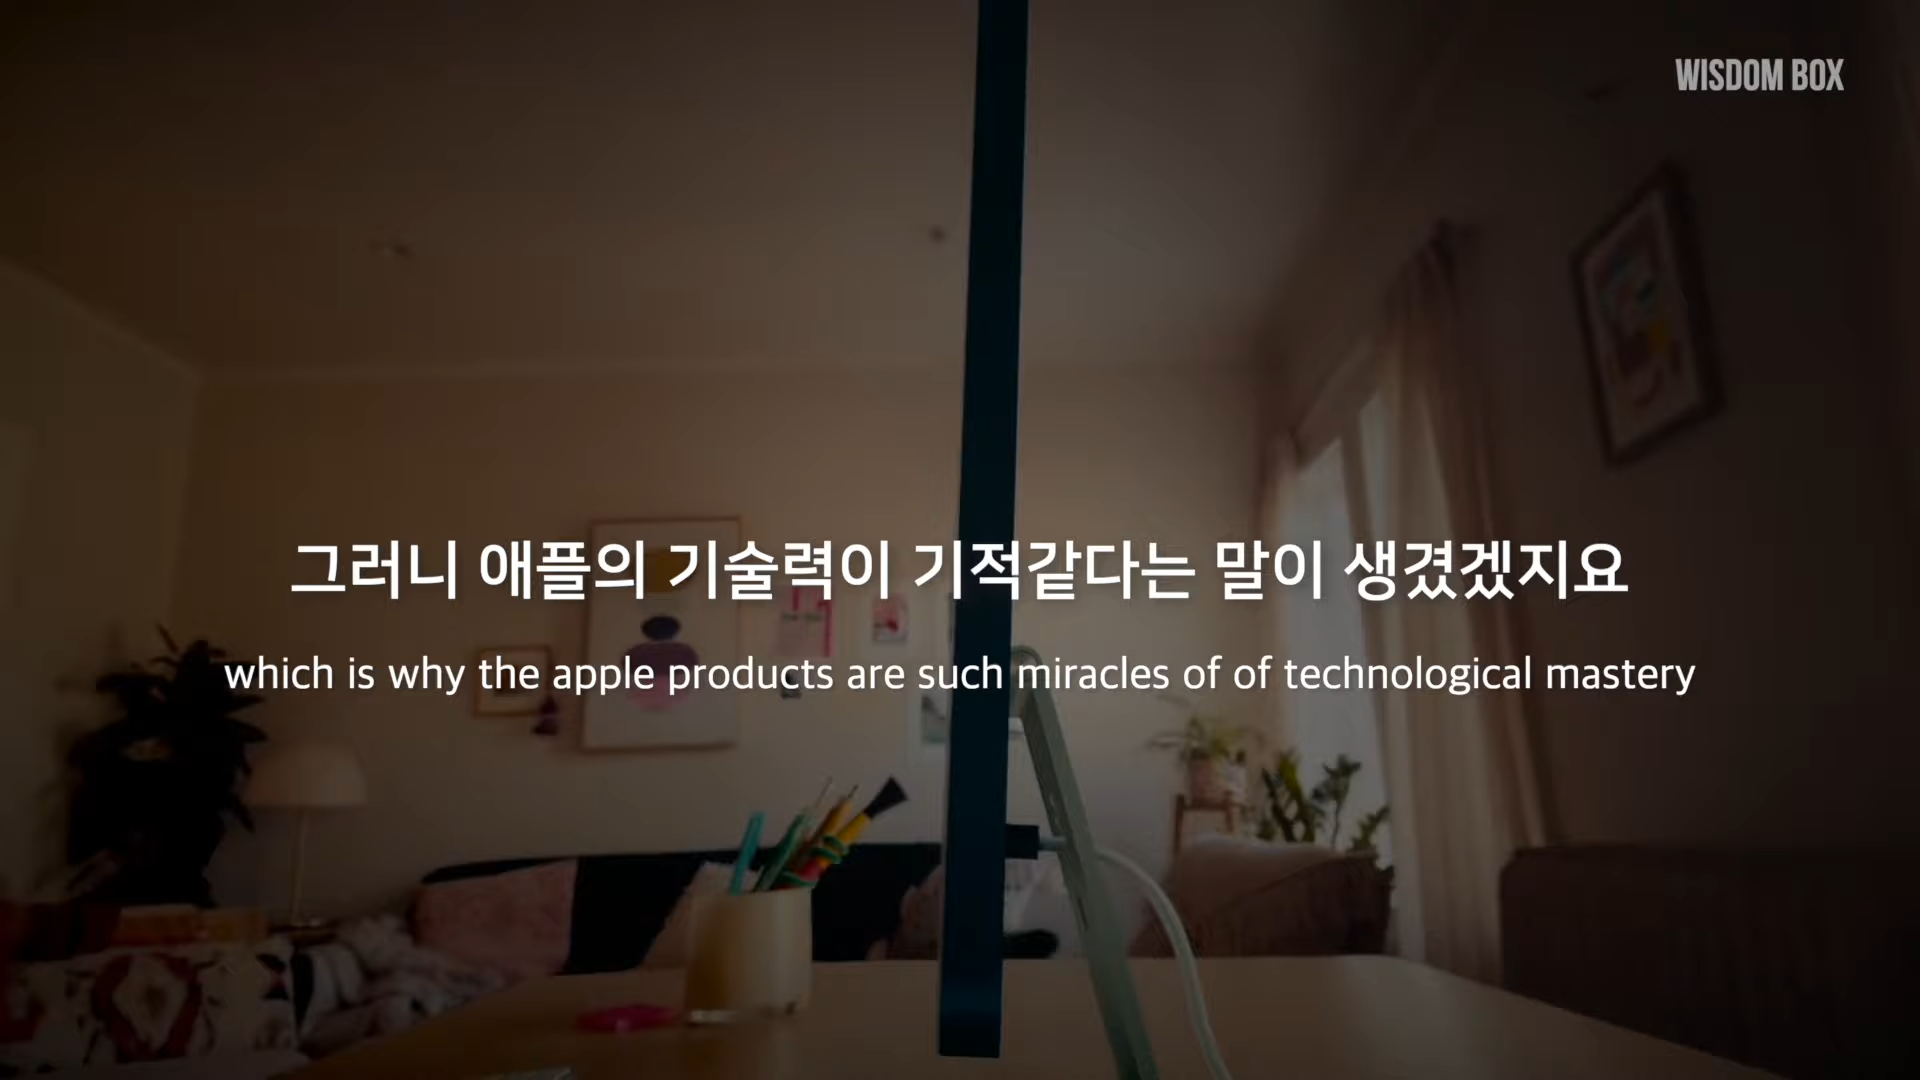 WISDOM BOX
그러니 애플의 기술력이 기적같다는 말이 생겼겠지요
which is why the apple products are such miracles of of technological mastery